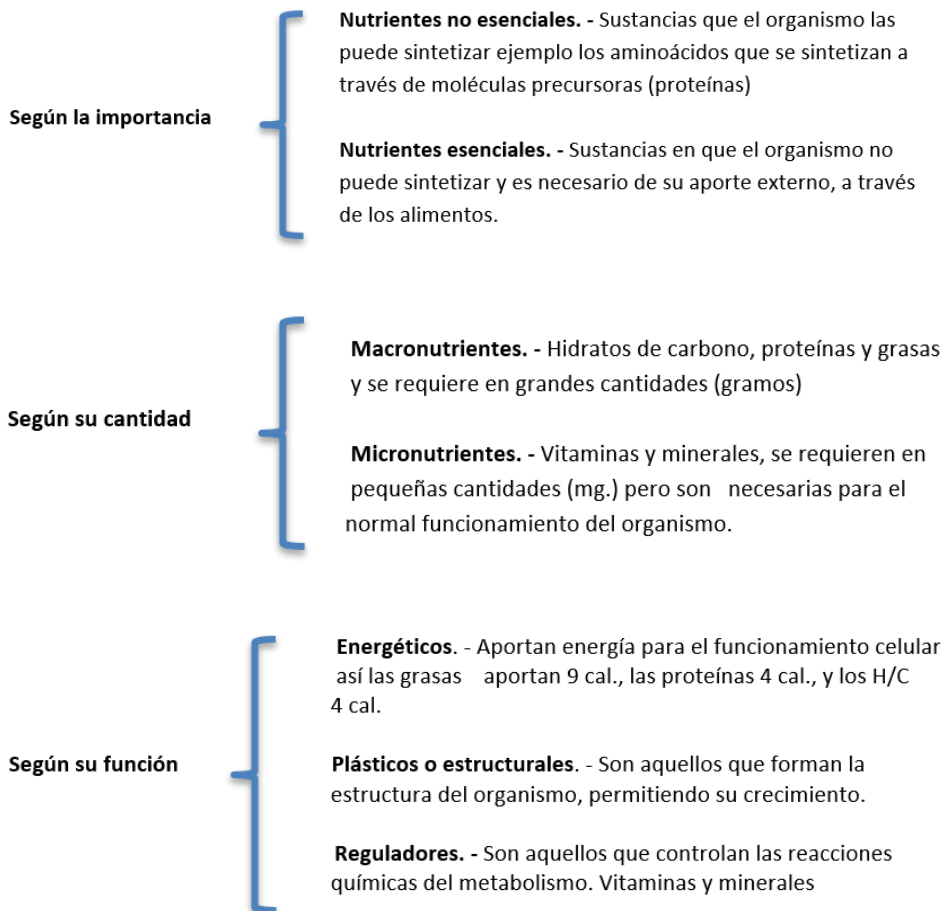 Según la importancia
Nutrientes no esenciales. - Sustancias que el organismo las
puede sintetizar ejemplo los aminoácidos que se sintetizan a
través de moléculas precursoras (proteínas)
Nutrientes esenciales. - Sustancias en que el organismo no
puede sintetizar y es necesario de su aporte externo, a través
de los alimentos.
Según su cantidad
Macronutrientes. - Hidratos de carbono, proteínas y grasas
y se requiere en grandes cantidades (gramos)
Micronutrientes. - Vitaminas y minerales, se requieren en
pequeñas cantidades (mg.) pero son necesarias para el
normal funcionamiento del organismo.
Según su función
Energéticos. - Aportan energía para el funcionamiento celular
así las grasas aportan 9 cal., las proteínas 4 cal., y los H/C
4 cal.
Plásticos o estructurales. - Son aquellos que forman la
estructura del organismo, permitiendo su crecimiento.
Reguladores. - Son aquellos que controlan las reacciones
químicas del metabolismo. Vitaminas y minerales